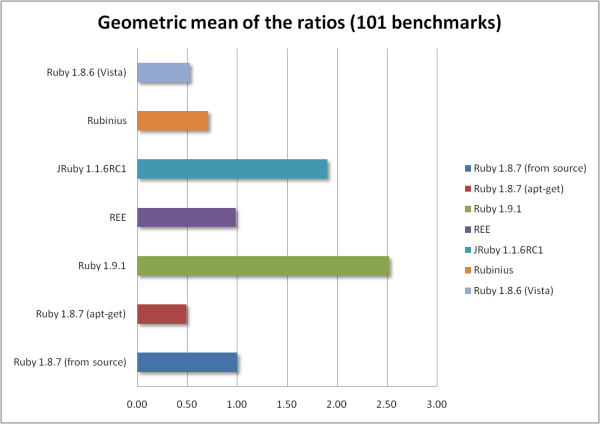 Geometric mean of the ratios (101 benchmarks)
Ruby 1.8.6 (Vista)
Rubinius
JRuby 1.1.6RC1
REE
Ruby 1.9.1
Ruby 1.8.7 (apt-get)
Ruby 1.8.7 (from source)
0.00 0.50 1.00 1.50 2.00 2.50 3.00
Ruby 1.8.7 (from source)
Ruby 1.8.7 (apt-get)
Ruby 1.9.1
REE
JRuby 1.1.6RC1
Rubinius
Ruby 1.8.6 (Vista)